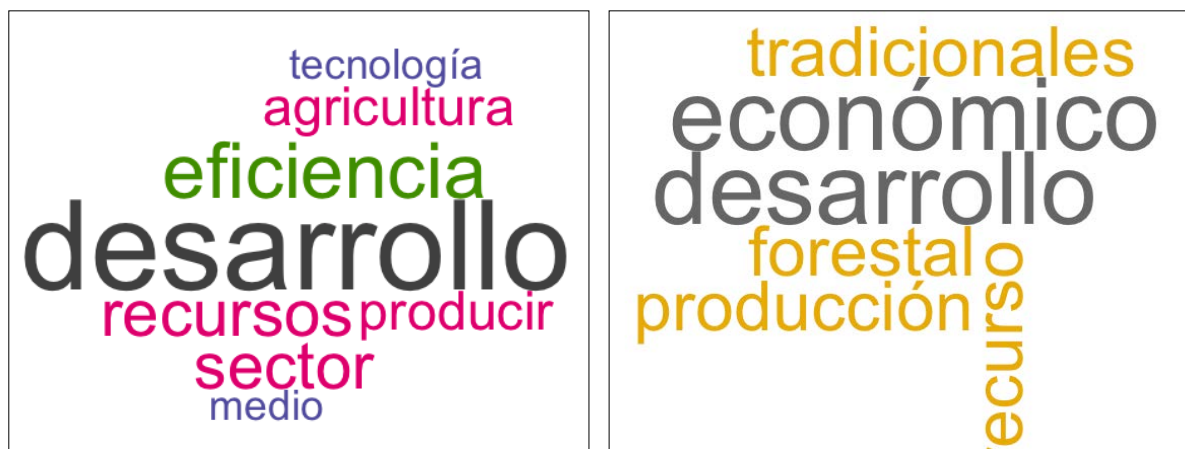 tecnología
agricultura
eficiencia
desarrollo
recursos producir
sector
medio
tradicionales
económico
desarrollo
forestal
producción
recurso